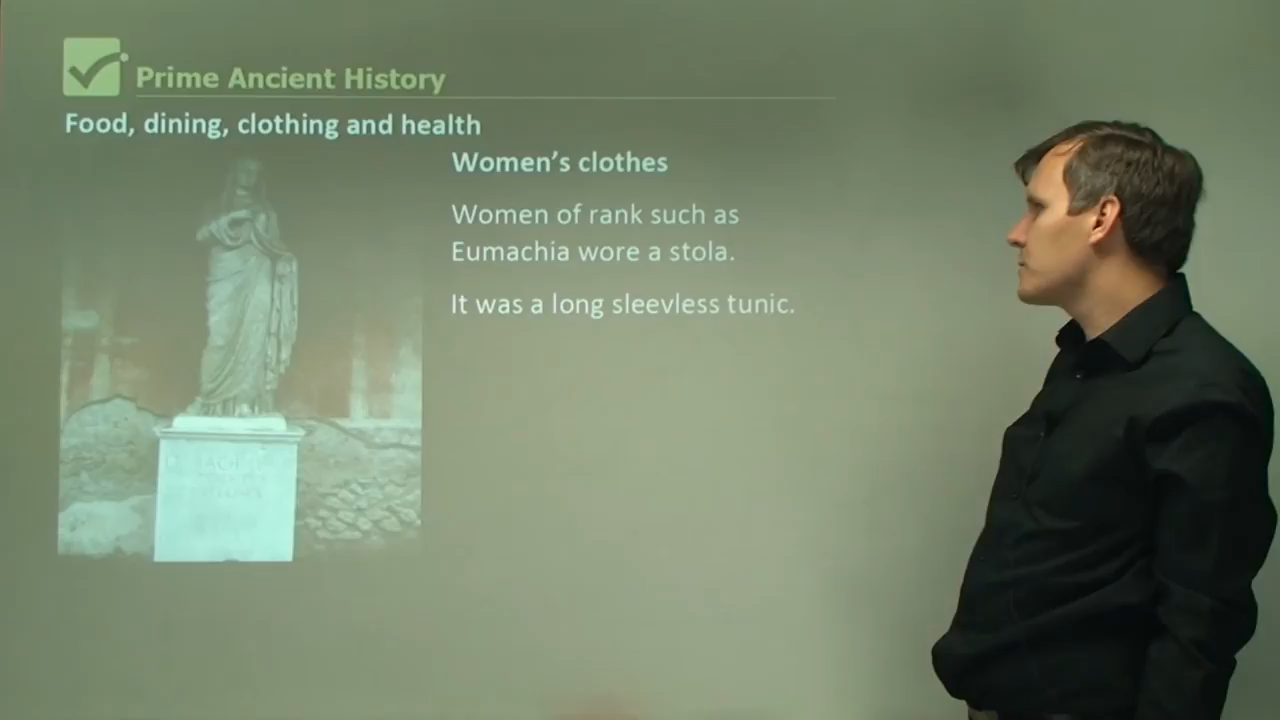 Prime Ancient History
Food, dining, clothing and health
Women's clothes
Women of rank such as
Eumachia wore a stola.
It was a long sleevless tunic.